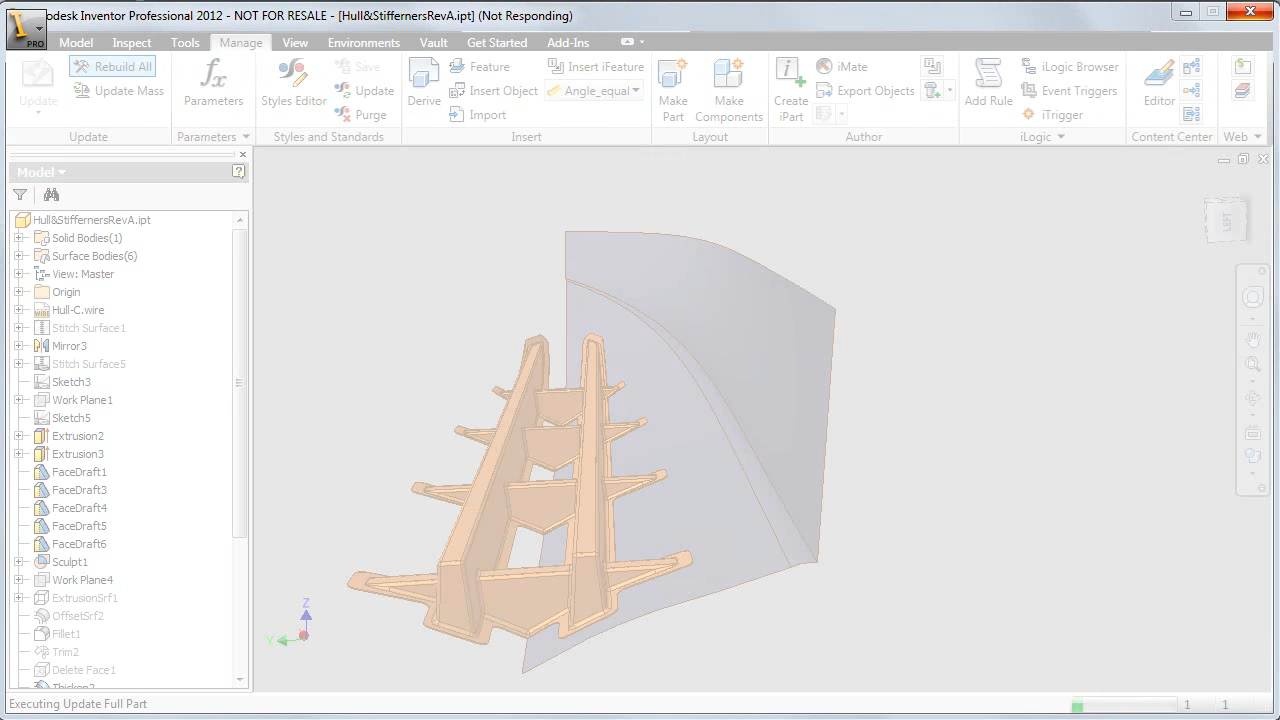 odesk Inventor Professional 2012 - NOT FOR RESALE - [Hull&StiffernersRevA.ipt] (Not Responding)
PRO
Model Inspect Tools Manage View Environments Vault Get Started Add-Ins
Update
Rebuild All
Update Mass
Update
Parameters
Parameters
Styles Editor
Save
Update
Purge
Styles and Standards
Derive
Feature
Insert Object
Import
Insert iFeature
Angle_equal
Insert
Make Part
Make Components
Layout
Create iPart
iMate
Export Objects
Author
Add Rule
iLogic Browser
Event Triggers
iTrigger
iLogic
Editor
Content Center
Web
Model
Hull&StiffernersRevA.ipt
Solid Bodies(1)
Surface Bodies(6)
View: Master
Origin
Hull-C.wire
Stitch Surface1
Mirror3
Stitch Surface5
Sketch3
Work Plane1
Sketch5
Extrusion2
Extrusion3
FaceDraft1
FaceDraft3
FaceDraft4
FaceDraft5
FaceDraft6
Sculpt1
Work Plane4
ExtrusionSrf1
OffsetSrf2
Fillet1
Trim2
Delete Face1
Thicken2
LEFT
Z
Y
Executing Update Full Part
1 1